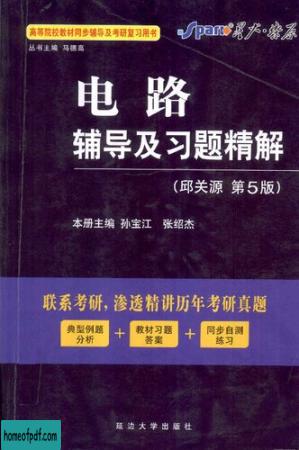 高等院校教材同步辅导及考研复习用书
丛书主编 马德高
Spark® 星火·燎原
电路
辅导及习题精解
(邱关源 第5版)
本册主编 孙宝江 张绍杰
联系考研,渗透精讲历年考研真题
典型例题
分析
+
教材习题
答案
+
同步自测
练习
延边大学出版社
homeofpdf.com